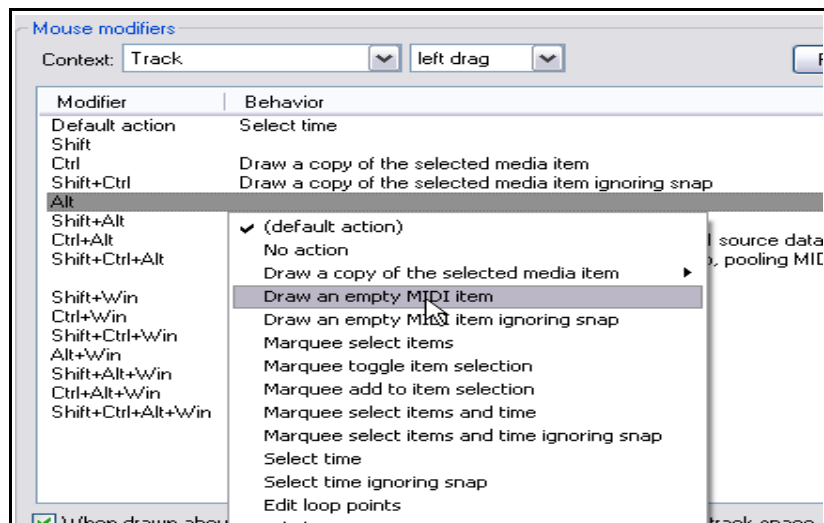 Mouse modifiers
Context: Track left drag
Modifier Behavior
Default action Select time
Shift
Ctrl Draw a copy of the selected media item
Shift+Ctrl Draw a copy of the selected media item ignoring snap
Alt
Shift+Alt
Ctrl+Alt source data
Shift+Ctrl+Alt pooling
Shift+Win
Ctrl+Win
Shift+Ctrl+Win
Alt+Win
Shift+Alt+Win
Ctrl+Alt+Win
Shift+Ctrl+Alt+Win
(default action)
No action
Draw a copy of the selected media item
Draw an empty MIDI item
Draw an empty MIDI item ignoring snap
Marquee select items
Marquee toggle item selection
Marquee add to item selection
Marquee select items and time
Marquee select items and time ignoring snap
Select time
Select time ignoring snap
Edit loop points